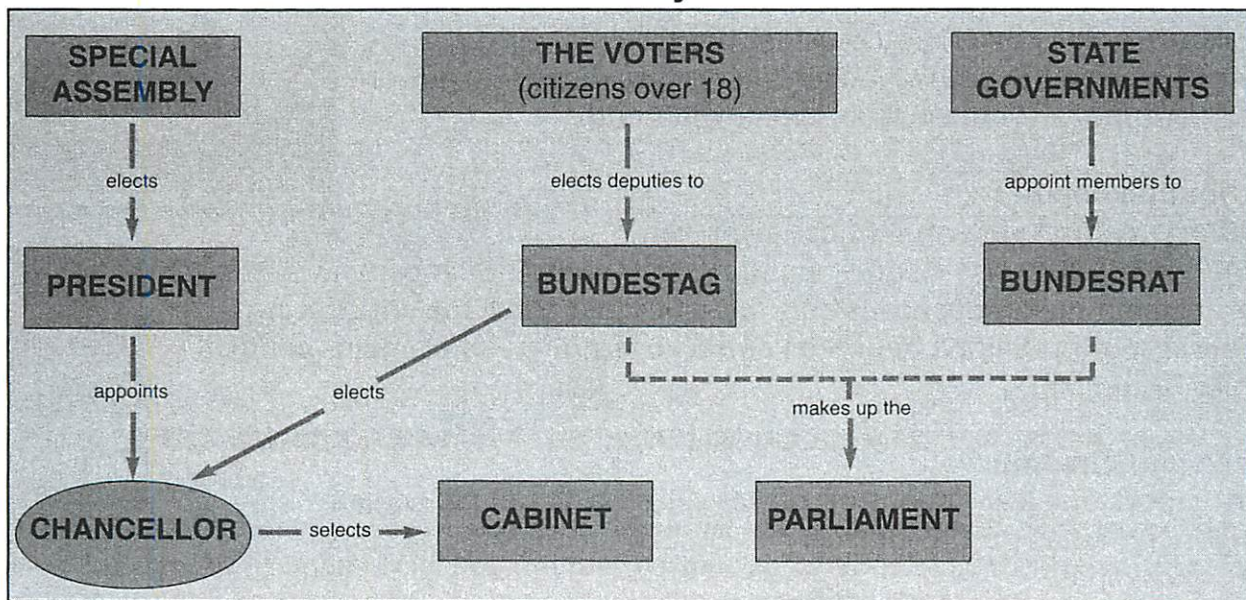 SPECIAL
ASSEMBLY
THE VOTERS
(citizens over 18)
STATE
GOVERNMENTS
elects
elects deputies to
appoint members to
PRESIDENT
BUNDESTAG
BUNDESRAT
appoints
elects
makes up the
CHANCELLOR
selects
CABINET
PARLIAMENT